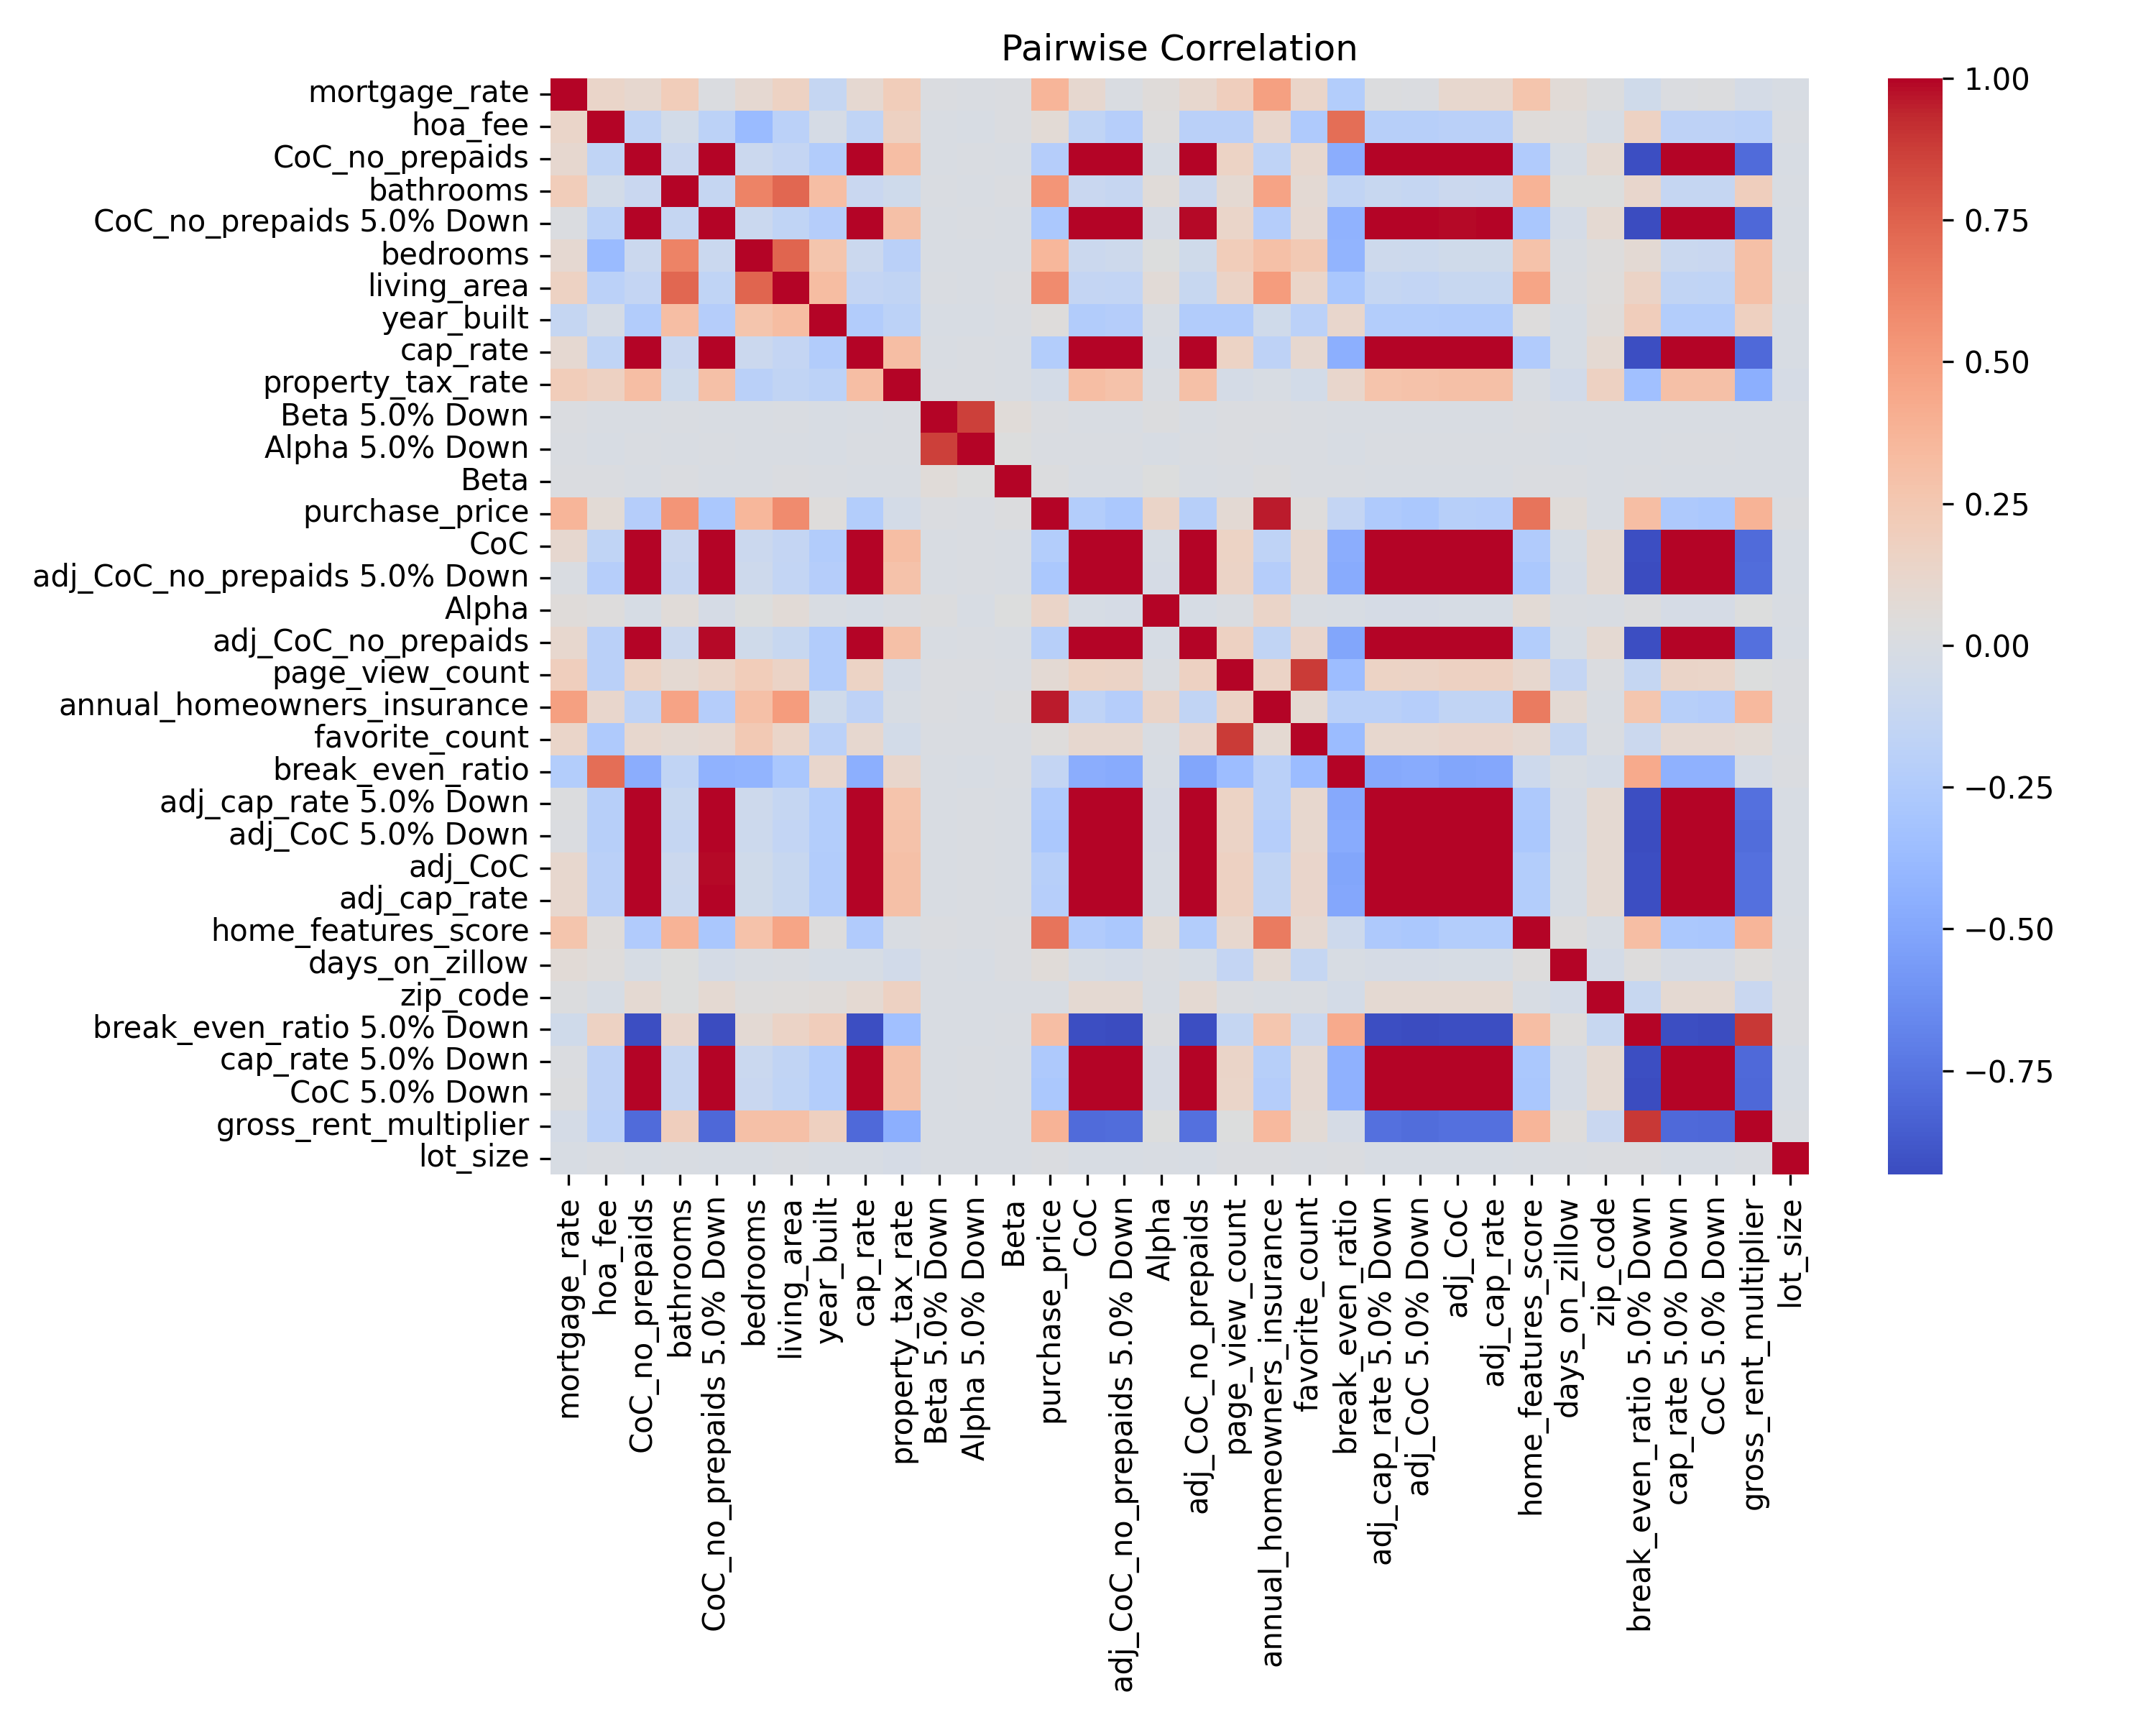 Pairwise Correlation
mortgage_rate
hoa_fee
CoC_no_prepaids
bathrooms
CoC_no_prepaids 5.0% Down
bedrooms
living_area
year_built
cap_rate
property_tax_rate
Beta 5.0% Down
Alpha 5.0% Down
Beta
purchase_price
CoC
adj_CoC_no_prepaids 5.0% Down
Alpha
adj_CoC_no_prepaids
page_view_count
annual_homeowners_insurance
favorite_count
break_even_ratio
adj_cap_rate 5.0% Down
adj_CoC 5.0% Down
adj_CoC
adj_cap_rate
home_features_score
days_on_zillow
zip_code
break_even_ratio 5.0% Down
cap_rate 5.0% Down
CoC 5.0% Down
gross_rent_multiplier
lot_size
mortgage_rate
hoa_fee
CoC_no_prepaids
bathrooms
CoC_no_prepaids 5.0% Down
bedrooms
living_area
year_built
cap_rate
property_tax_rate
Beta 5.0% Down
Alpha 5.0% Down
Beta
purchase_price
CoC
adj_CoC_no_prepaids 5.0% Down
Alpha
adj_CoC_no_prepaids
page_view_count
annual_homeowners_insurance
favorite_count
break_even_ratio
adj_cap_rate 5.0% Down
adj_CoC 5.0% Down
adj_CoC
adj_cap_rate
home_features_score
days_on_zillow
zip_code
break_even_ratio 5.0% Down
cap_rate 5.0% Down
CoC 5.0% Down
gross_rent_multiplier
lot_size
1.00
0.75
0.50
0.25
0.00
−0.25
−0.50
−0.75